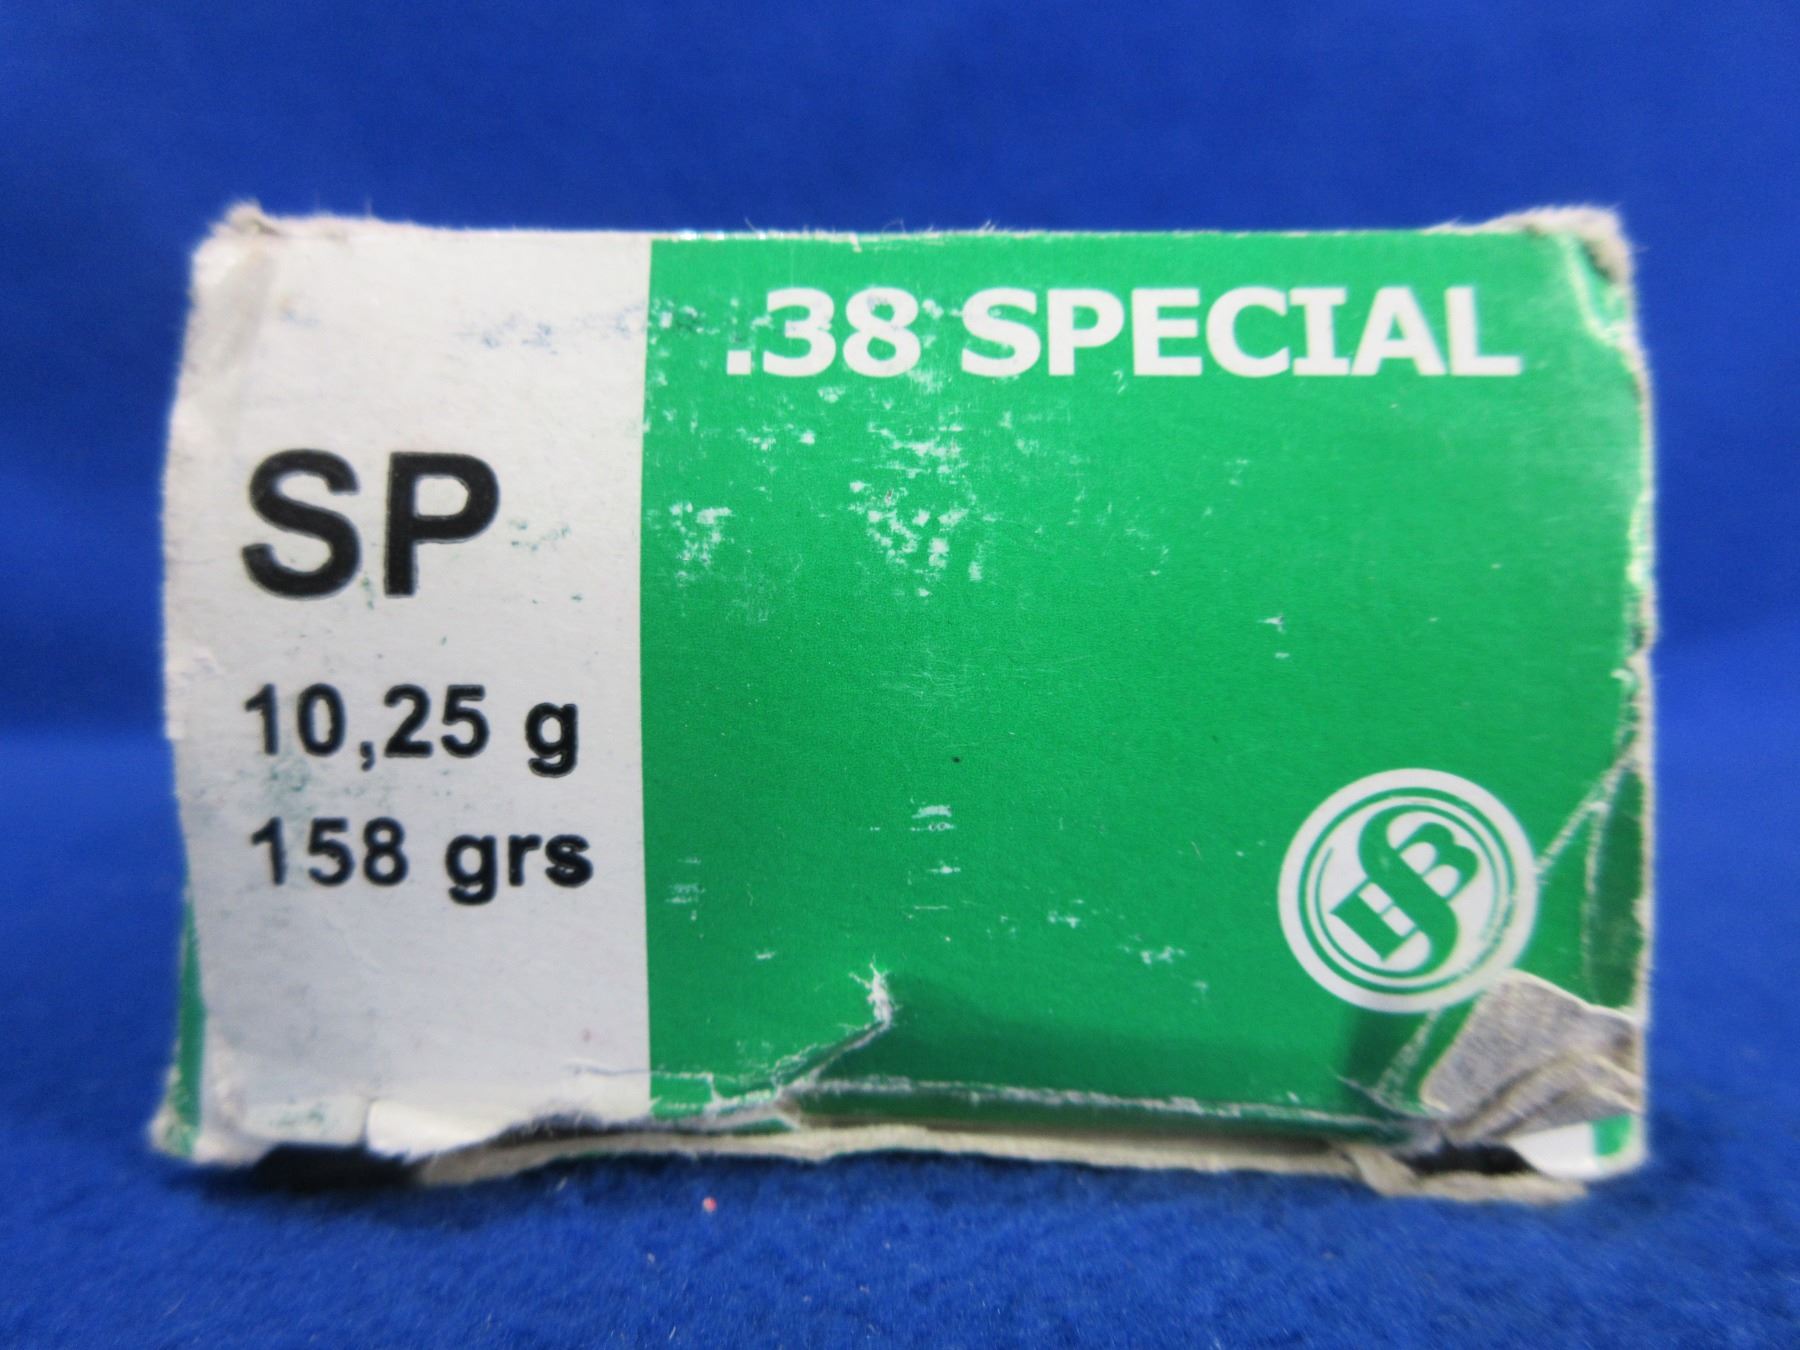 .38 SPECIAL
SP
10,25 g
158 grs
S&B